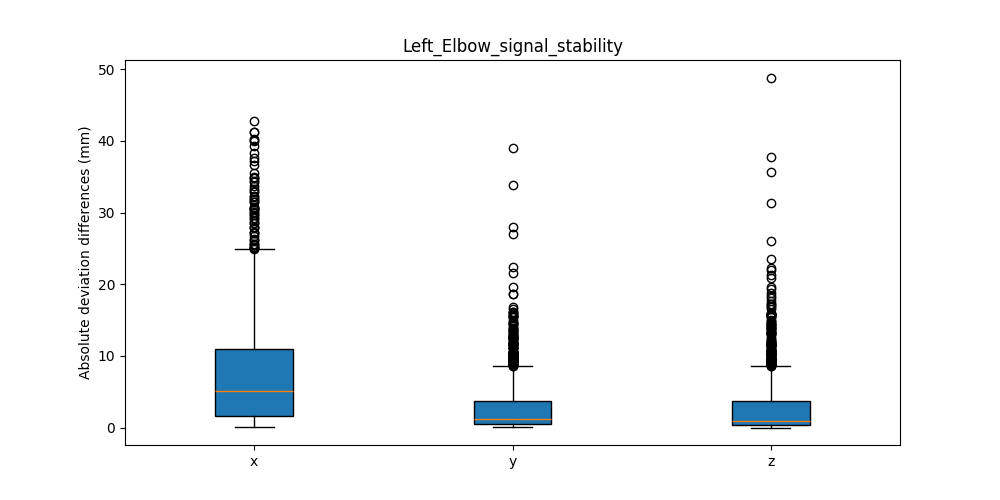 Left_Elbow_signal_stability
Absolute deviation differences (mm)
50
40
30
20
10
0
x y z